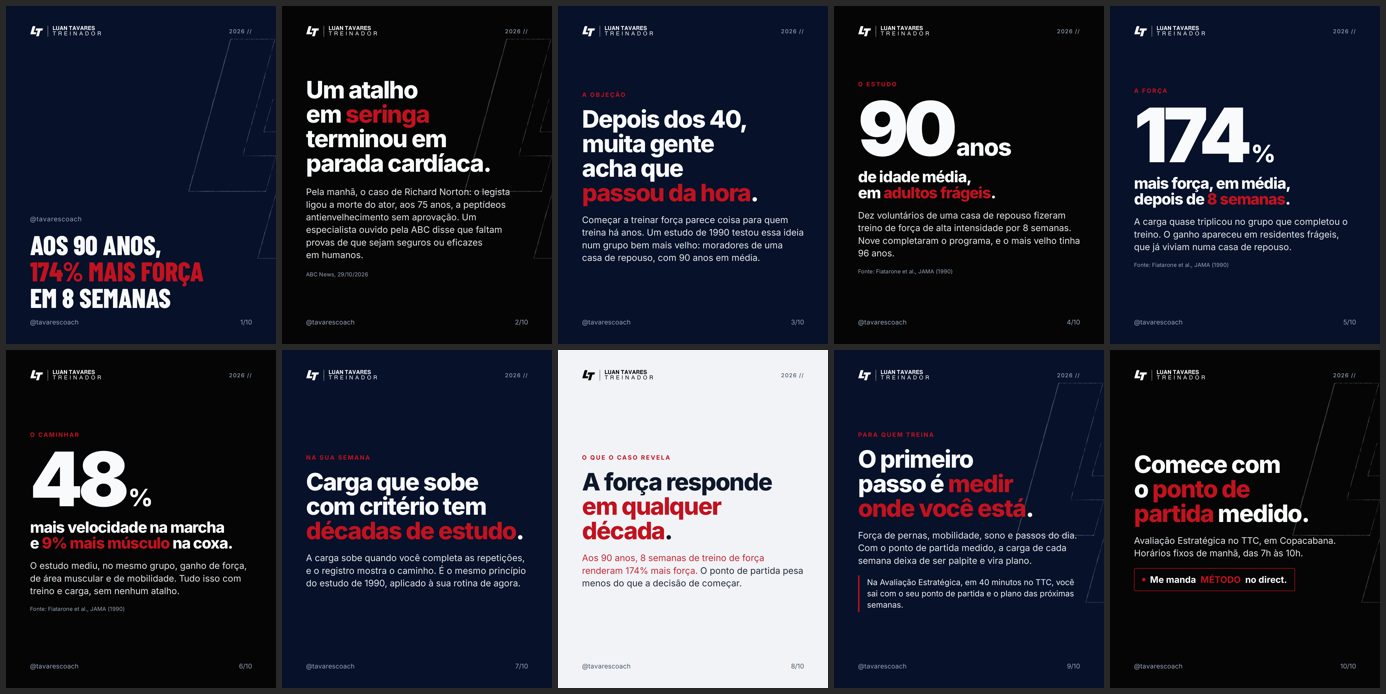 LT LUAN TAVARES
TREINADOR
2026 //
@tavarescoach
AOS 90 ANOS,
174% MAIS FORÇA
EM 8 SEMANAS
@tavarescoach
1/10
LT LUAN TAVARES
TREINADOR
2026 //
Um atalho
em seringa
terminou em
parada cardíaca.
Pela manhã, o caso de Richard Norton: o legista
ligou a morte do ator, aos 75 anos, a peptídeos
antienvelhecimento sem aprovação. Um
especialista ouvido pela ABC disse que faltam
provas de que sejam seguros ou eficazes
em humanos.
ABC News, 29/10/2026
@tavarescoach
2/10
LT LUAN TAVARES
TREINADOR
2026 //
A OBJEÇÃO
Depois dos 40,
muita gente
acha que
passou da hora.
Começar a treinar força parece coisa para quem
treina há anos. Um estudo de 1990 testou essa ideia
num grupo bem mais velho: moradores de uma
casa de repouso, com 90 anos em média.
@tavarescoach
3/10
LT LUAN TAVARES
TREINADOR
2026 //
O ESTUDO
90 anos
de idade média,
em adultos frágeis.
Dez voluntários de uma casa de repouso fizeram
treino de força de alta intensidade por 8 semanas.
Nove completaram o programa, e o mais velho tinha
96 anos.
Fonte: Fiatarone et al., JAMA (1990)
@tavarescoach
4/10
LT LUAN TAVARES
TREINADOR
2026 //
A FORÇA
174%
mais força, em média,
depois de 8 semanas.
A carga quase triplicou no grupo que completou o
treino. O ganho apareceu em residentes frágeis,
que já viviam numa casa de repouso.
Fonte: Fiatarone et al., JAMA (1990)
@tavarescoach
5/10
LT LUAN TAVARES
TREINADOR
2026 //
O CAMINHAR
48%
mais velocidade na marcha
e 9% mais músculo na coxa.
O estudo mediu, no mesmo grupo, ganho de força,
de área muscular e de mobilidade. Tudo isso com
treino e carga, sem nenhum atalho.
Fonte: Fiatarone et al., JAMA (1990)
@tavarescoach
6/10
LT LUAN TAVARES
TREINADOR
2026 //
NA SUA SEMANA
Carga que sobe
com critério tem
décadas de estudo.
A carga sobe quando você completa as repetições,
e o registro mostra o caminho. É o mesmo princípio
do estudo de 1990, aplicado à sua rotina de agora.
@tavarescoach
7/10
LT LUAN TAVARES
TREINADOR
2026 //
O QUE O CASO REVELA
A força responde
em qualquer
década.
Aos 90 anos, 8 semanas de treino de força
renderam 174% mais força. O ponto de partida pesa
menos do que a decisão de começar.
@tavarescoach
8/10
LT LUAN TAVARES
TREINADOR
2026 //
PARA QUEM TREINA
O primeiro
passo é medir
onde você está.
Força de pernas, mobilidade, sono e passos do dia.
Com o ponto de partida medido, a carga de cada
semana deixa de ser palpite e vira plano.
Na Avaliação Estratégica, em 40 minutos no TTC, você
sai com o seu ponto de partida e o plano das próximas
semanas.
@tavarescoach
9/10
LT LUAN TAVARES
TREINADOR
2026 //
Comece com
o ponto de
partida medido.
Avaliação Estratégica no TTC, em Copacabana.
Horários fixos de manhã, das 7h às 10h.
• Me manda MÉTODO no direct.
@tavarescoach
10/10